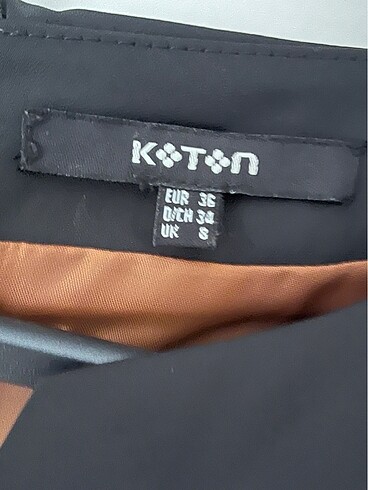 KOTON
EUR 36
D/CH 34
UK 8